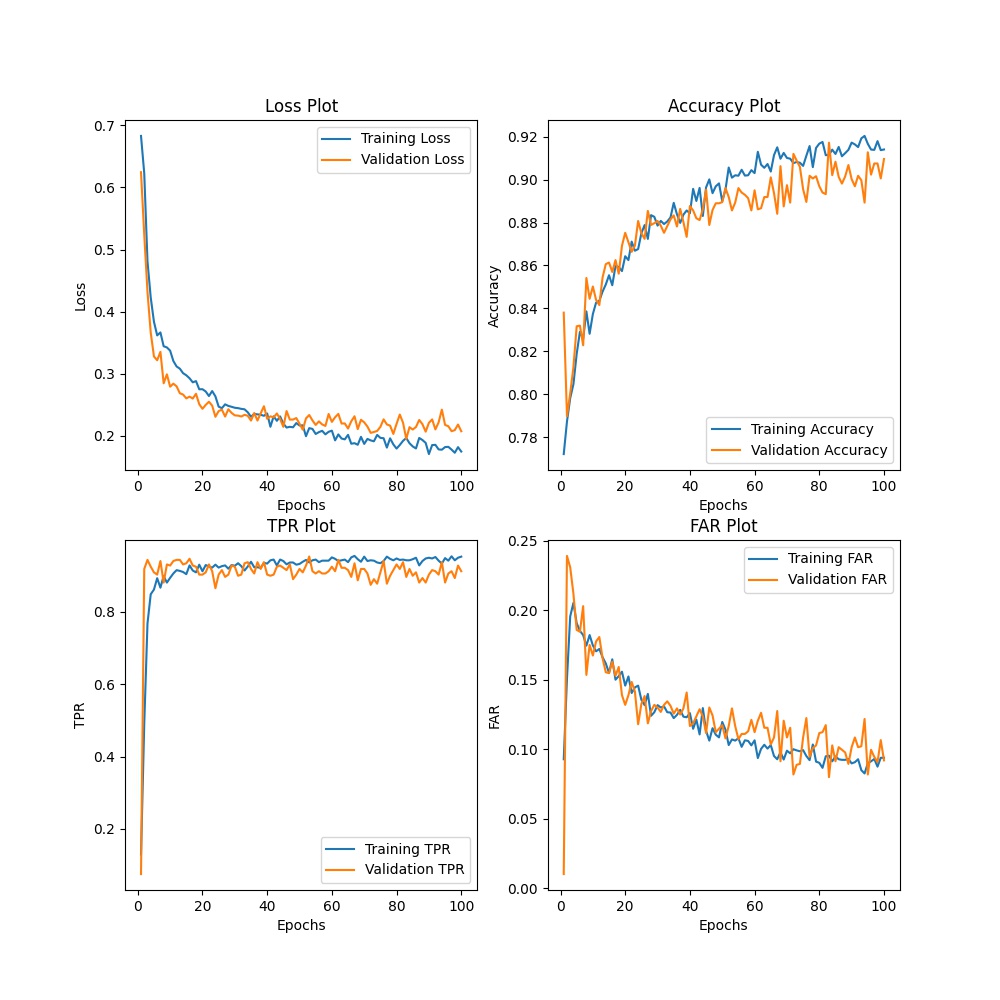 Loss Plot
0.7
0.6
0.5
0.4
0.3
0.2
Loss
Training Loss
Validation Loss
0 20 40 60 80 100
Epochs
Accuracy Plot
0.92
0.90
0.88
0.86
0.84
0.82
0.80
0.78
Accuracy
Training Accuracy
Validation Accuracy
0 20 40 60 80 100
Epochs
TPR Plot
0.8
0.6
0.4
0.2
TPR
Training TPR
Validation TPR
0 20 40 60 80 100
Epochs
FAR Plot
0.25
0.20
0.15
0.10
0.05
0.00
FAR
Training FAR
Validation FAR
0 20 40 60 80 100
Epochs